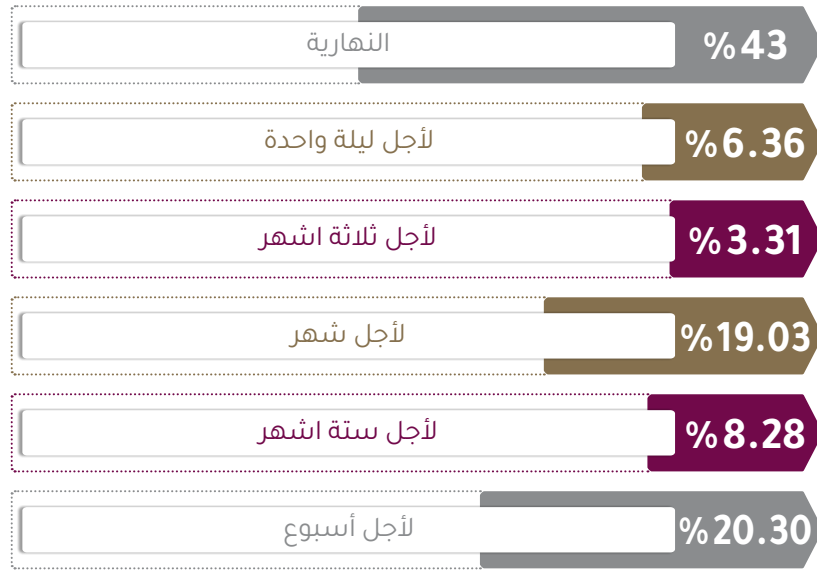 %43
النهارية
%6.36
لأجل ليلة واحدة
%3.31
لأجل ثلاثة اشهر
%19.03
لأجل شهر
%8.28
لأجل ستة اشهر
%20.30
لأجل أسبوع